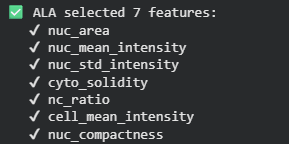 ✅ ALA selected 7 features:
✔ nuc_area
✔ nuc_mean_intensity
✔ nuc_std_intensity
✔ cyto_solidity
✔ nc_ratio
✔ cell_mean_intensity
✔ nuc_compactness